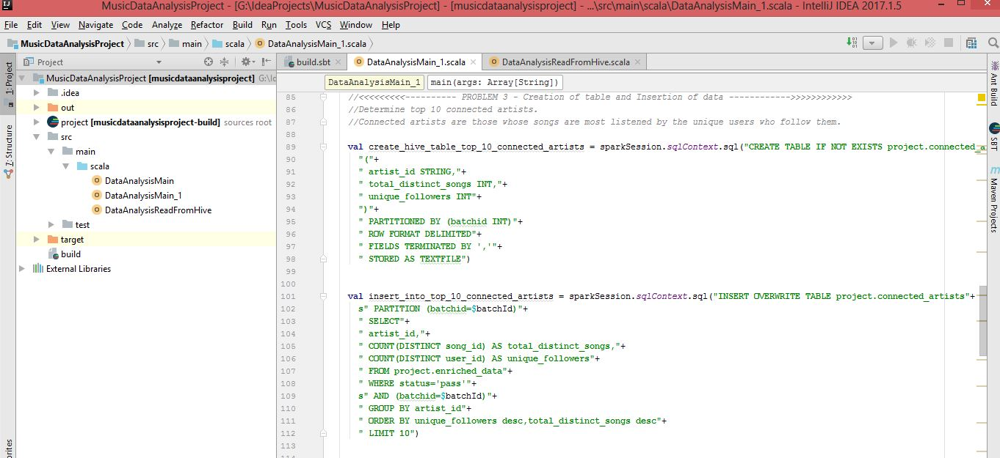 MusicDataAnalysisProject - [G:\IdeaProjects\MusicDataAnalysisProject] - [musicdataanalysisproject] - ...\src\main\scala\DataAnalysisMain_1.scala - IntelliJ IDEA 2017.1.5
File Edit View Navigate Code Analyze Refactor Build Run Tools VCS Window Help
MusicDataAnalysisProject src main scala DataAnalysisMain_1.scala
1: Project
Z: Structure
Project
MusicDataAnalysisProject [musicdataanalysisproject]
.idea
out
project [musicdataanalysisproject-build] sources root
src
main
scala
DataAnalysisMain
DataAnalysisMain_1
DataAnalysisReadFromHive
test
target
build
External Libraries
build.sbt DataAnalysisMain_1.scala DataAnalysisReadFromHive.scala
DataAnalysisMain_1 main(args: Array[String])
85 //<<<<<<<<<---------- PROBLEM 3 - Creation of table and Insertion of data ------------>>>>>>>>>>>>
86 //Determine top 10 connected artists.
87 //Connected artists are those whose songs are most listened by the unique users who follow them.
88
89 val create_hive_table_top_10_connected_artists = sparkSession.sqlContext.sql("CREATE TABLE IF NOT EXISTS project.connected_a
90 "("+
91 " artist_id STRING,"+
92 " total_distinct_songs INT,"+
93 " unique_followers INT"+
94 ")"+
95 " PARTITIONED BY (batchid INT)"+
96 " ROW FORMAT DELIMITED"+
97 " FIELDS TERMINATED BY ','"+
98 " STORED AS TEXTFILE")
99
100
101 val insert_into_top_10_connected_artists = sparkSession.sqlContext.sql("INSERT OVERWRITE TABLE project.connected_artists"+
102 s" PARTITION (batchid=$batchId)"+
103 " SELECT"+
104 " artist_id,"+
105 " COUNT(DISTINCT song_id) AS total_distinct_songs,"+
106 " COUNT(DISTINCT user_id) AS unique_followers"+
107 " FROM project.enriched_data"+
108 " WHERE status='pass'"+
109 s" AND (batchid=$batchId)"+
110 " GROUP BY artist_id"+
111 " ORDER BY unique_followers desc,total_distinct_songs desc"+
112 " LIMIT 10")
113
Ant Build
SBT
Maven Projects